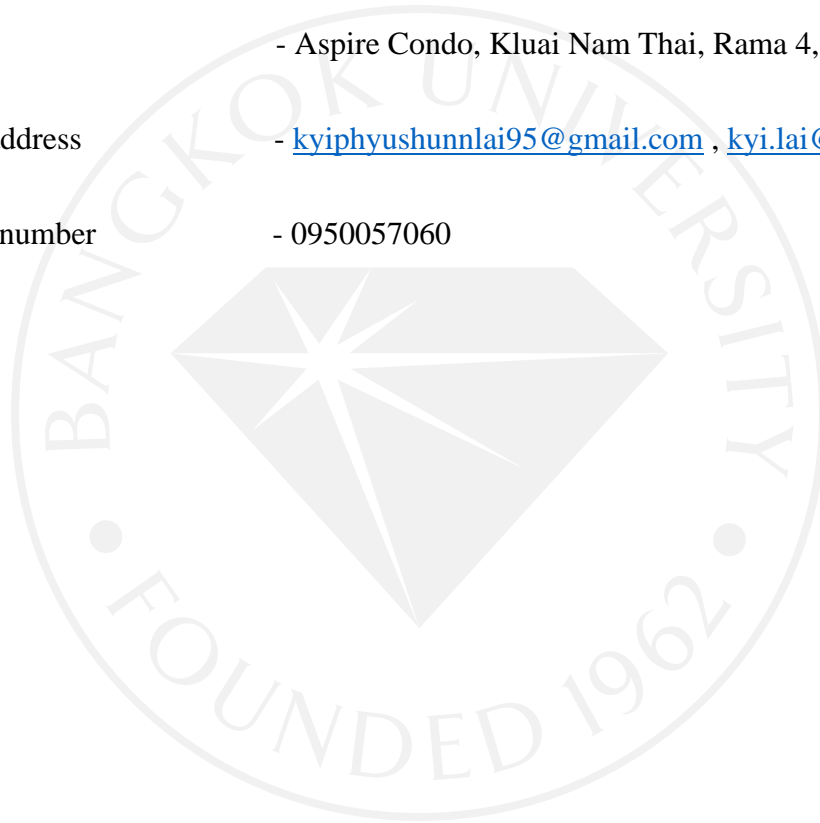 - Aspire Condo, Kluai Nam Thai, Rama 4,
ddress - kyiphyushunnlai95@gmail.com , kyi.lai@
number - 0950057060
BANGKOK UNIVERSITY
FOUNDED 1962